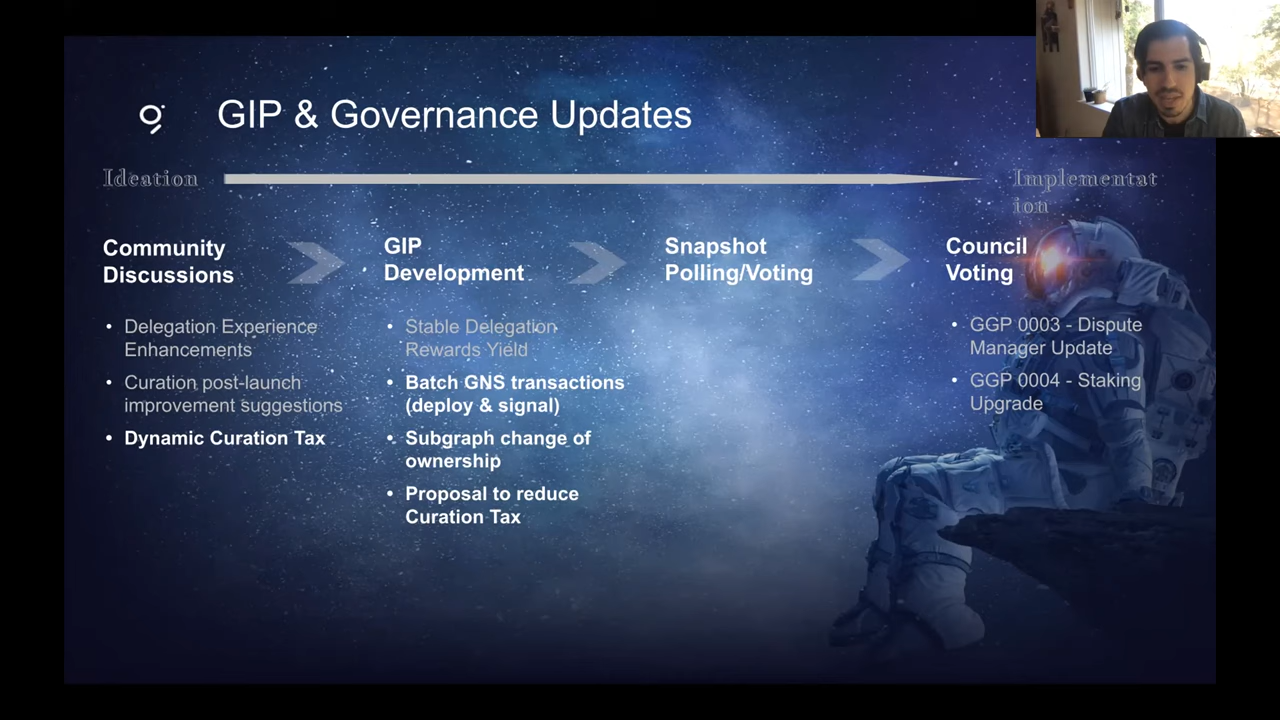 GIP & Governance Updates
Ideation
Implementat
ion
Community
Discussions
GIP
Development
Snapshot
Polling/Voting
Council
Voting
• Delegation Experience
Enhancements
• Curation post-launch
improvement suggestions
• Dynamic Curation Tax
• Stable Delegation
Rewards Yield
• Batch GNS transactions
(deploy & signal)
• Subgraph change of
ownership
• Proposal to reduce
Curation Tax
• GGP 0003 - Dispute
Manager Update
• GGP 0004 - Staking
Upgrade